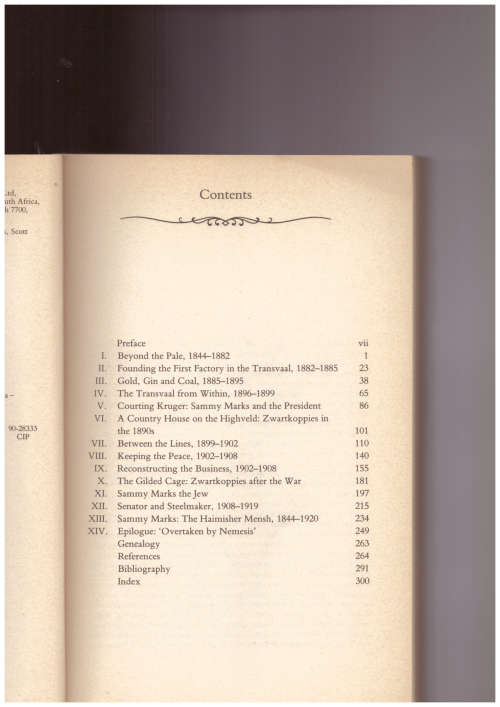 Ltd,
uth Africa,
h 7700,
Scott
90-28335
CIP
Contents
Preface vii
I. Beyond the Pale, 1844–1882 1
II. Founding the First Factory in the Transvaal, 1882–1885 23
III. Gold, Gin and Coal, 1885–1895 38
IV. The Transvaal from Within, 1896–1899 65
V. Courting Kruger: Sammy Marks and the President 86
VI. A Country House on the Highveld: Zwartkoppies in
the 1890s 101
VII. Between the Lines, 1899–1902 110
VIII. Keeping the Peace, 1902–1908 140
IX. Reconstructing the Business, 1902–1908 155
X. The Gilded Cage: Zwartkoppies after the War 181
XI. Sammy Marks the Jew 197
XII. Senator and Steelmaker, 1908–1919 215
XIII. Sammy Marks: The Haimisher Mensh, 1844–1920 234
XIV. Epilogue: ‘Overtaken by Nemesis’ 249
Genealogy 263
References 264
Bibliography 291
Index 300